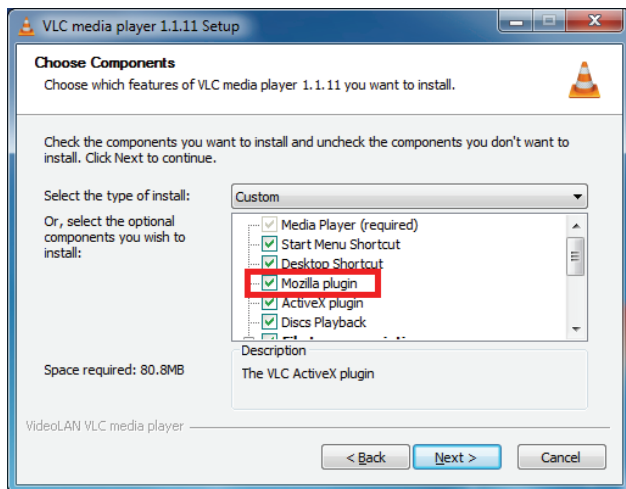 VLC media player 1.1.11 Setup
Choose Components
Choose which features of VLC media player 1.1.11 you want to install.
Check the components you want to install and uncheck the components you don't want to
install. Click Next to continue.
Select the type of install:
Custom
Or, select the optional
components you wish to
install:
Media Player (required)
Start Menu Shortcut
Desktop Shortcut
Mozilla plugin
ActiveX plugin
Discs Playback
Space required: 80.8MB
Description
The VLC ActiveX plugin
VideoLAN VLC media player
< Back
Next >
Cancel